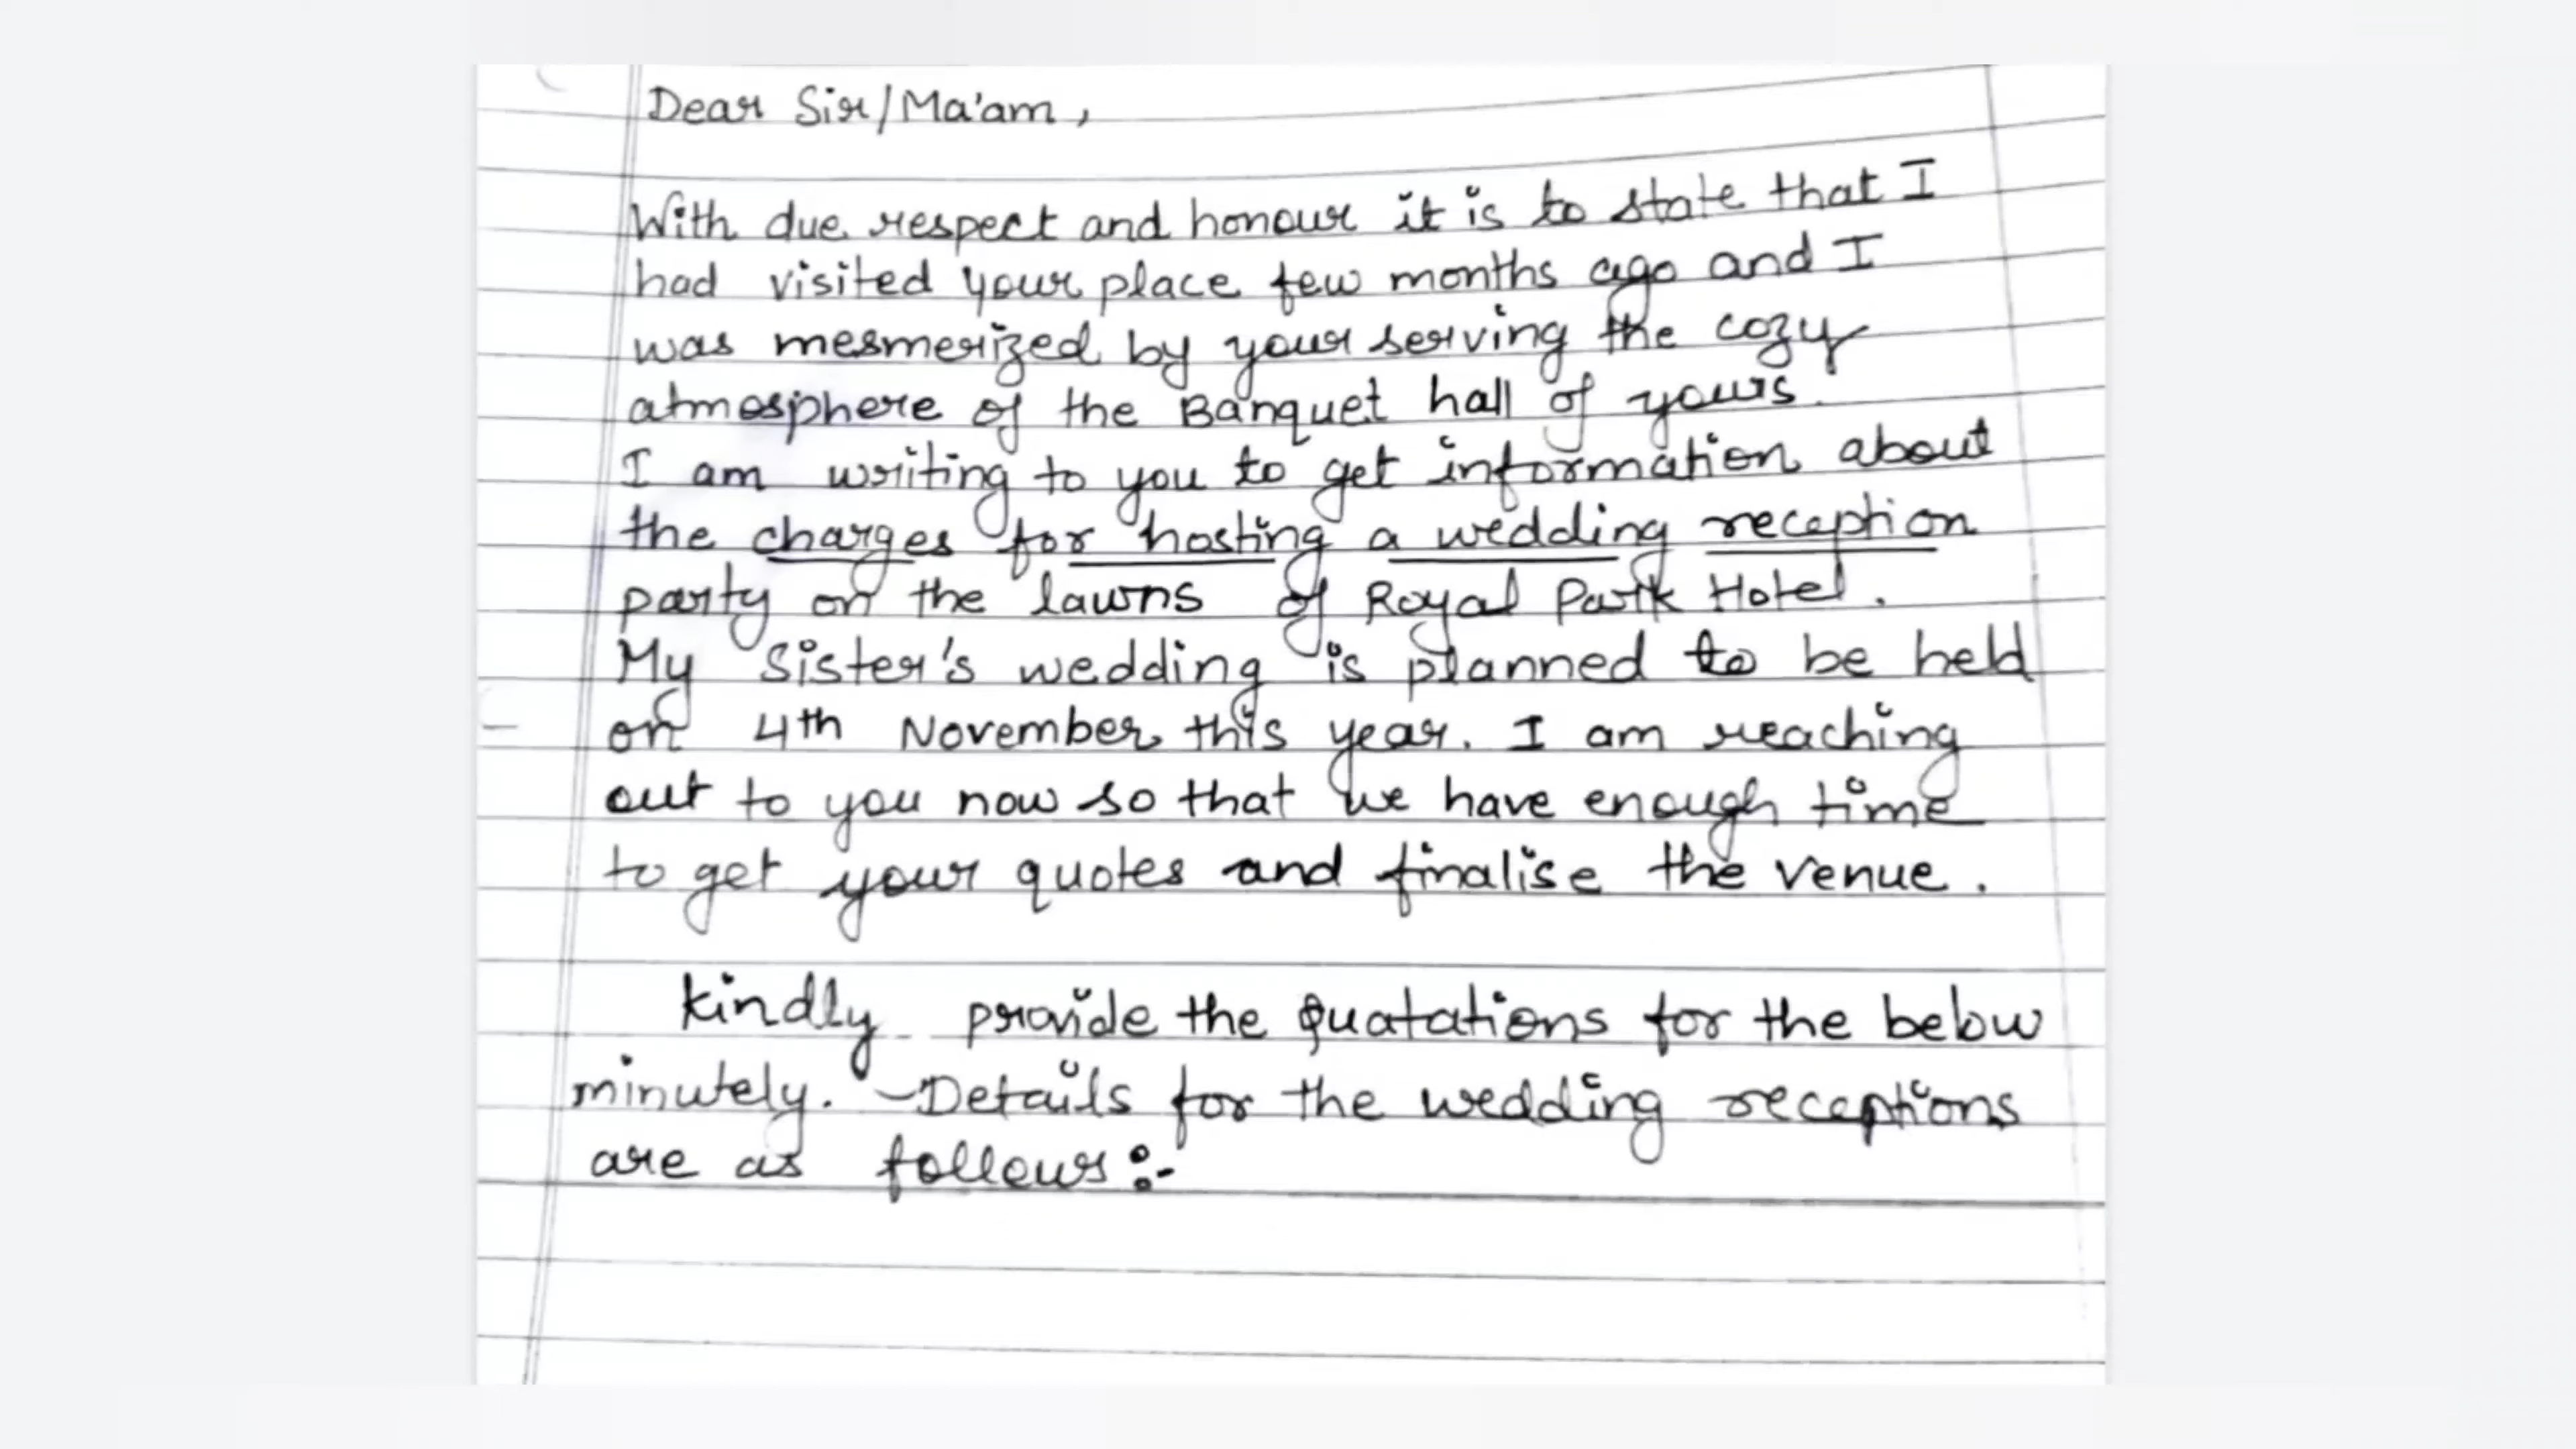 Dear Sir/Ma'am,
With due respect and honour it is to state that I
had visited your place few months ago and I
was mesmerized by your serving the cozy
atmosphere of the Banquet hall of yours.
I am writing to you to get information about
the charges for hosting a wedding reception
party on the lawns of Royal Park Hotel.
My Sister's wedding is planned to be held
on 4th November this year. I am reaching
out to you now so that we have enough time
to get your quotes and finalise the venue.
kindly provide the quatations for the below
minutely. - Details for the wedding receptions
are as follows :-